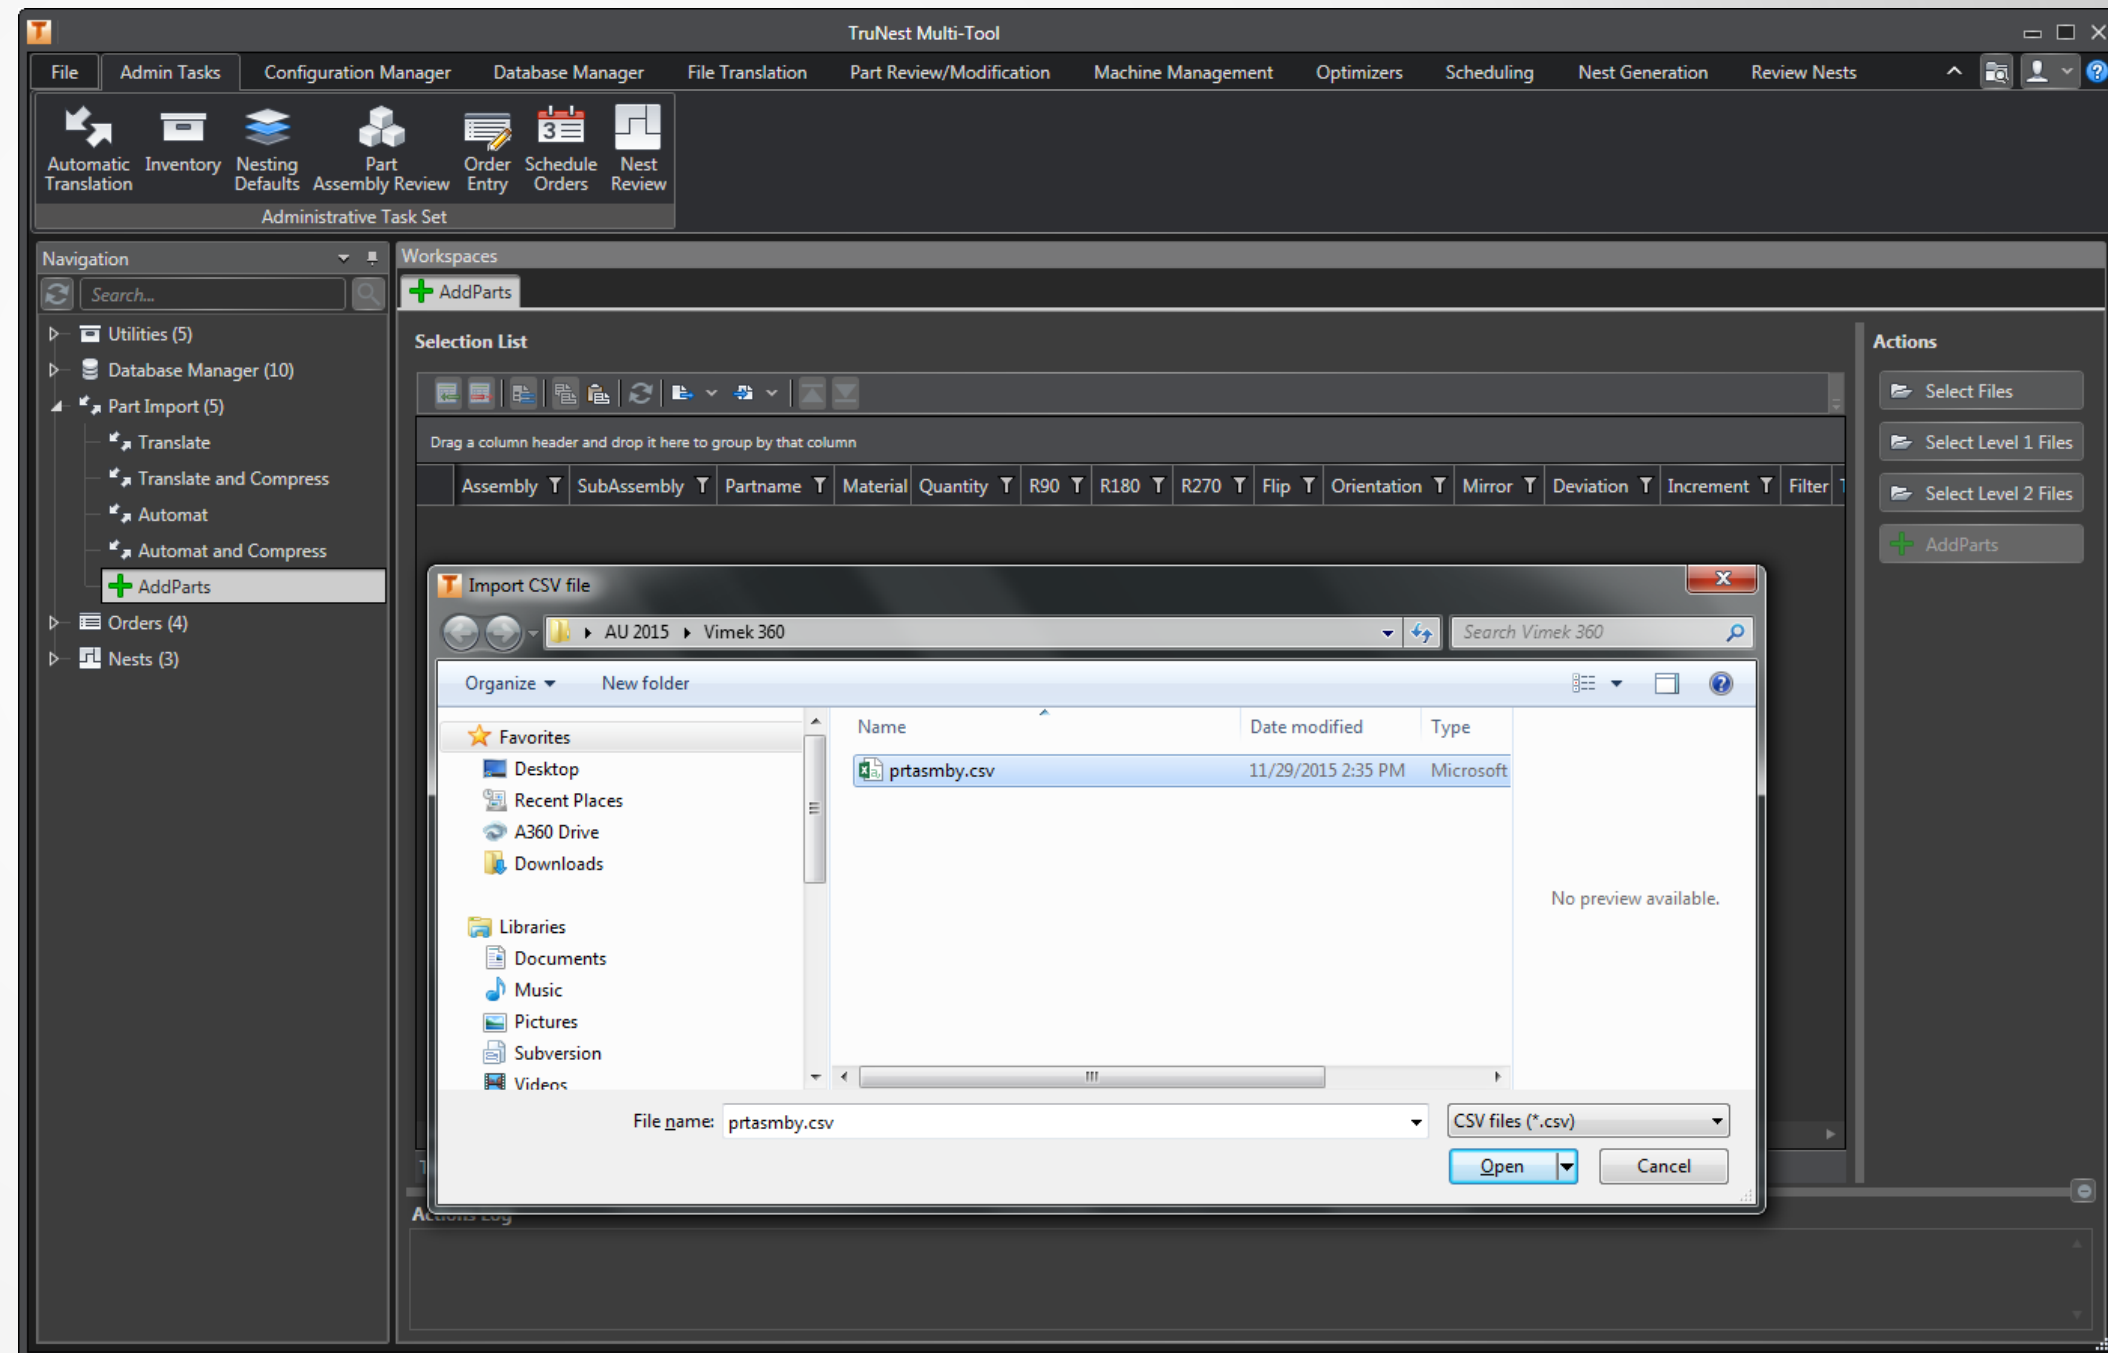 TruNest Multi-Tool
File Admin Tasks Configuration Manager Database Manager File Translation Part Review/Modification Machine Management Optimizers Scheduling Nest Generation Review Nests
3
Automatic Inventory Nesting Part Order Schedule Nest
Translation Defaults Assembly Review Entry Orders Review
Administrative Task Set
Navigation
Search...
Utilities (5)
Database Manager (10)
Part Import (5)
Translate
Translate and Compress
Automat
Automat and Compress
AddParts
Orders (4)
Nests (3)
Workspaces
AddParts
Selection List
Drag a column header and drop it here to group by that column
Assembly SubAssembly Partname Material Quantity R90 R180 R270 Flip Orientation Mirror Deviation Increment Filter
Actions
Select Files
Select Level 1 Files
Select Level 2 Files
AddParts
Import CSV file
AU 2015 Vimek 360
Search Vimek 360
Organize New folder
Favorites
Desktop
Recent Places
A360 Drive
Downloads
Libraries
Documents
Music
Pictures
Subversion
Videos
Name Date modified Type
prtasmby.csv 11/29/2015 2:35 PM Microsoft
No preview available.
File name: prtasmby.csv CSV files (*.csv)
Open Cancel
Actions Log